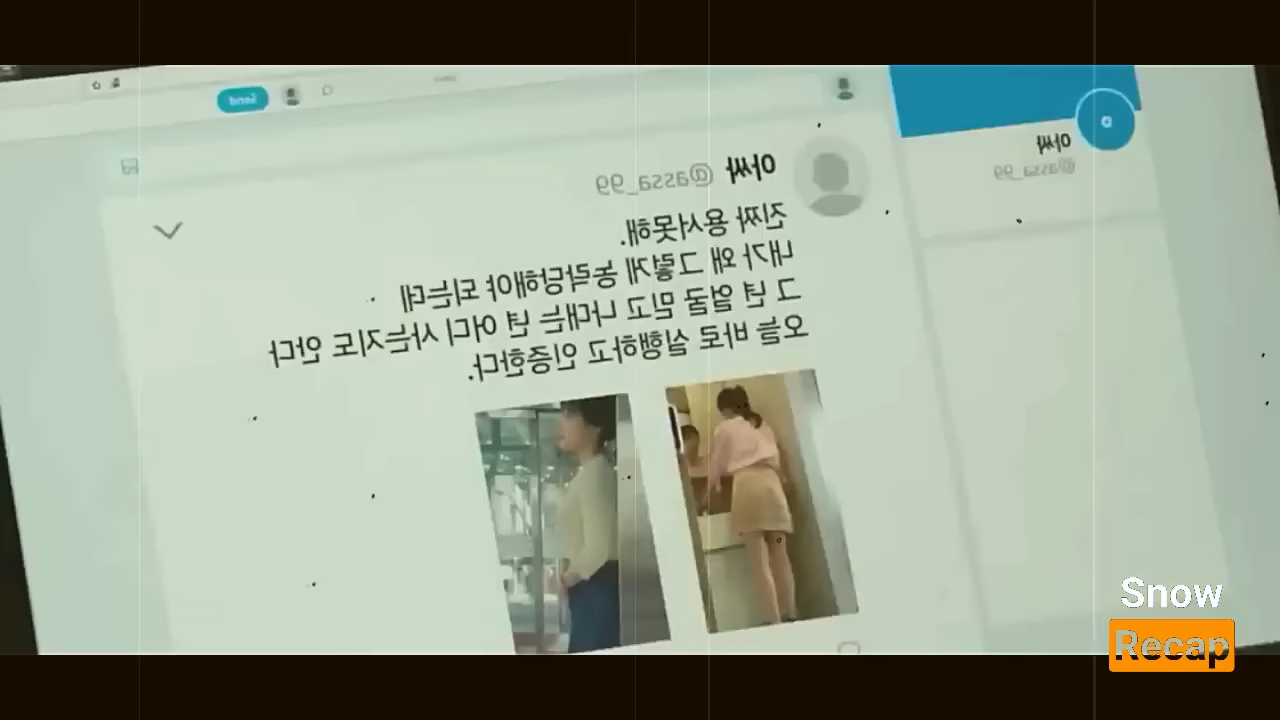 Send
아싸 @assa_99
진짜 용서못해.
내가 왜 그렇게 농락당해야 되는데
그 년 얼굴 믿고 나대는 년 어디 사는지도 안다
오늘 바로 실행하고 인증한다.
아싸
@assa_99
Snow
Recap